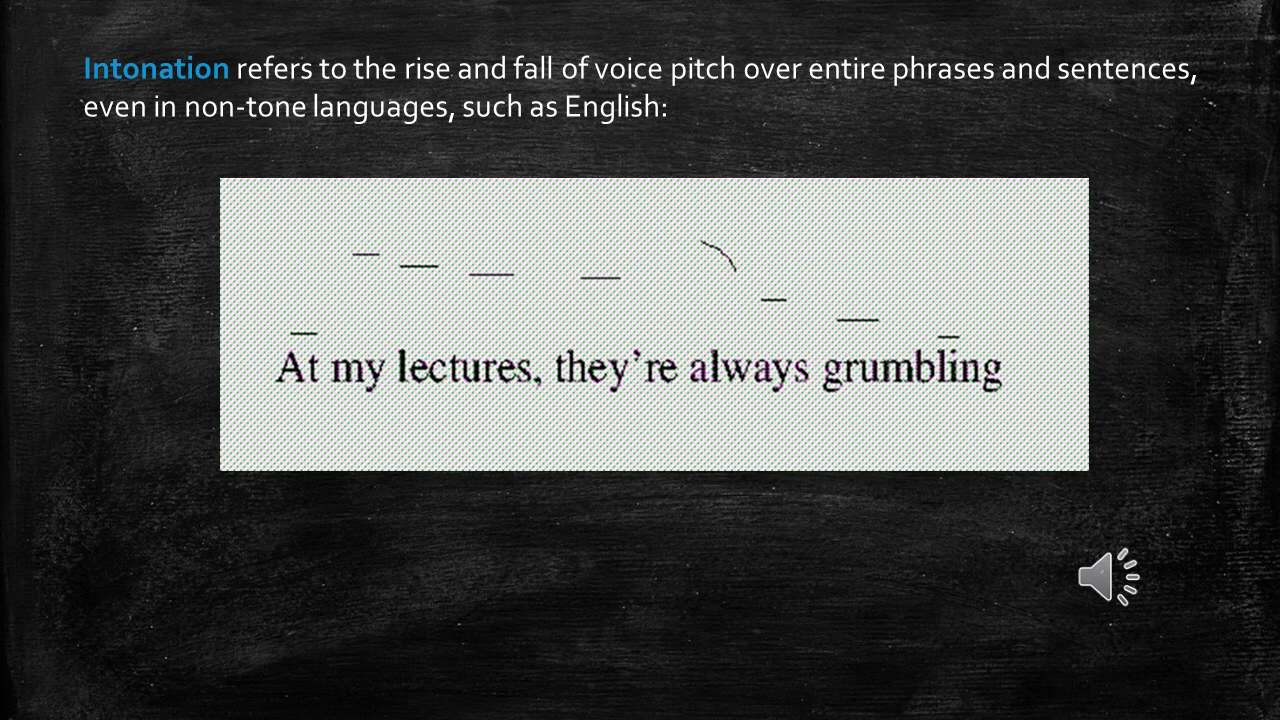 Intonation refers to the rise and fall of voice pitch over entire phrases and sentences,
even in non-tone languages, such as English:
At my lectures, they're always grumbling